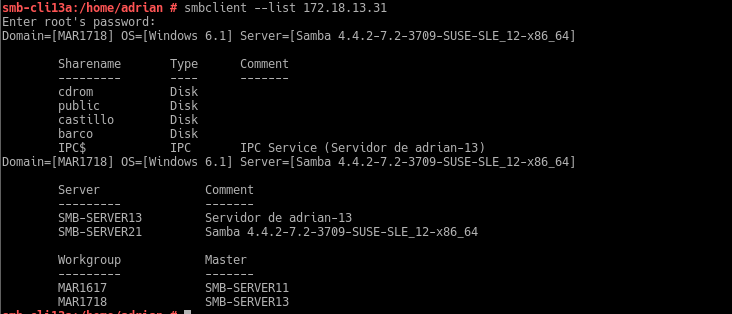 smb-cli13a:/home/adrian # smbclient --list 172.18.13.31
Enter root's password:
Domain=[MAR1718] OS=[Windows 6.1] Server=[Samba 4.4.2-7.2-3709-SUSE-SLE_12-x86_64]
Sharename Type Comment
--------- ---- -------
cdrom Disk
public Disk
castillo Disk
barco Disk
IPC$ IPC IPC Service (Servidor de adrian-13)
Domain=[MAR1718] OS=[Windows 6.1] Server=[Samba 4.4.2-7.2-3709-SUSE-SLE_12-x86_64]
Server Comment
--------- -------
SMB-SERVER13 Servidor de adrian-13
SMB-SERVER21 Samba 4.4.2-7.2-3709-SUSE-SLE_12-x86_64
Workgroup Master
--------- -------
MAR1617 SMB-SERVER11
MAR1718 SMB-SERVER13
smb-cli13a:/home/adrian #